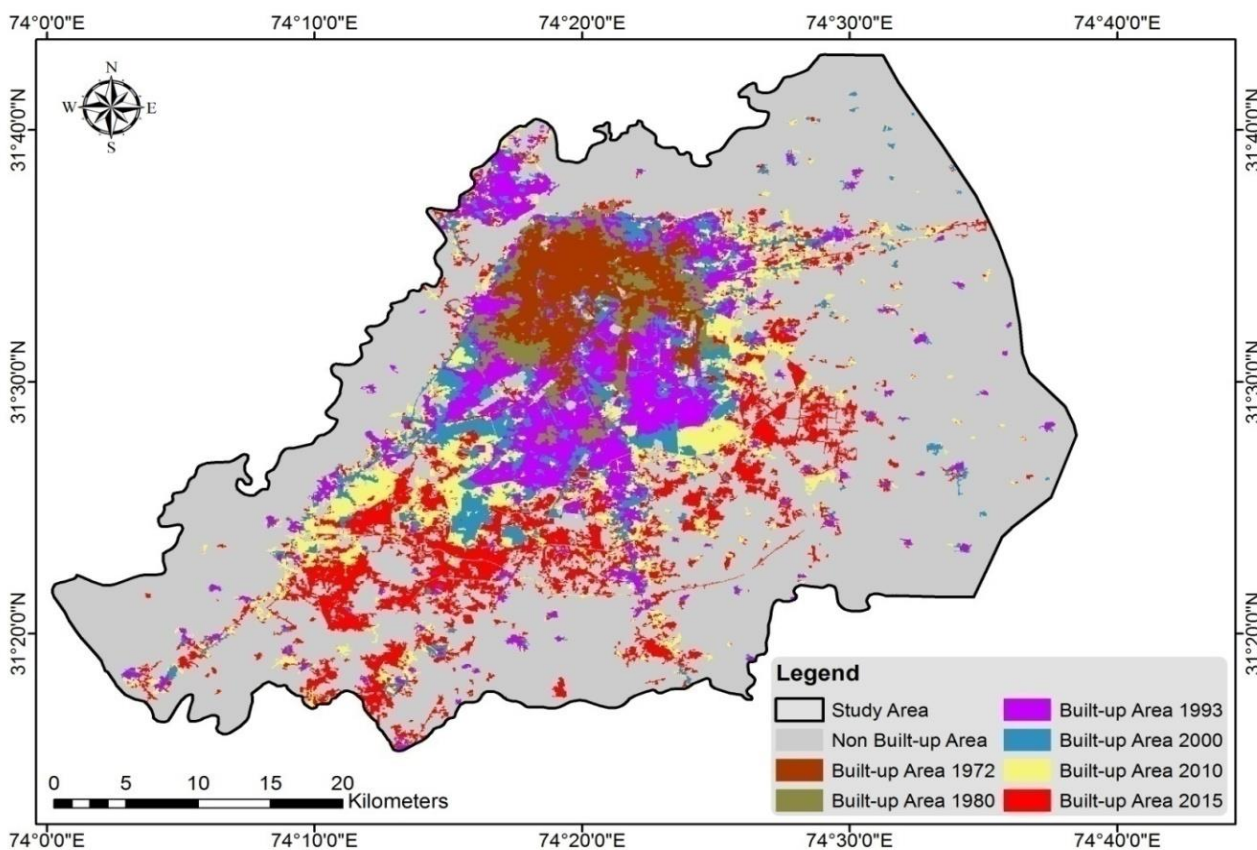 74°0'0"E 74°10'0"E 74°20'0"E 74°30'0"E 74°40'0"E
N
W E
S
31°40'0"N 31°40'0"N
31°30'0"N 31°30'0"N
31°20'0"N 31°20'0"N
Legend
Study Area
Non Built-up Area
Built-up Area 1972
Built-up Area 1980
Built-up Area 1993
Built-up Area 2000
Built-up Area 2010
Built-up Area 2015
0 5 10 15 20
Kilometers
74°0'0"E 74°10'0"E 74°20'0"E 74°30'0"E 74°40'0"E